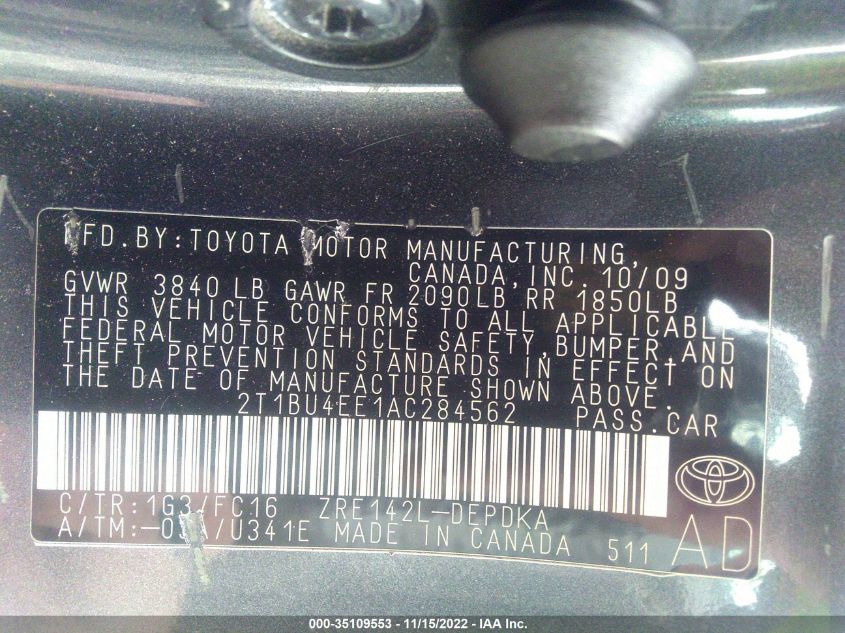 MFD.BY:TOYOTA MOTOR MANUFACTURING,
CANADA,INC. 10/09
GVWR 3840 LB GAWR FR 2090LB RR 1850LB
THIS VEHICLE CONFORMS TO ALL APPLICABLE
FEDERAL MOTOR VEHICLE SAFETY,BUMPER,AND
THEFT PREVENTION STANDARDS IN EFFECT ON
THE DATE OF MANUFACTURE SHOWN ABOVE.
2T1BU4EE1AC284562 PASS.CAR
C/TR:1G3/FC16 ZRE142L-DEPDKA
A/TM: /U341E MADE IN CANADA 511 AD
000-35109553 - 11/15/2022 - IAA Inc.